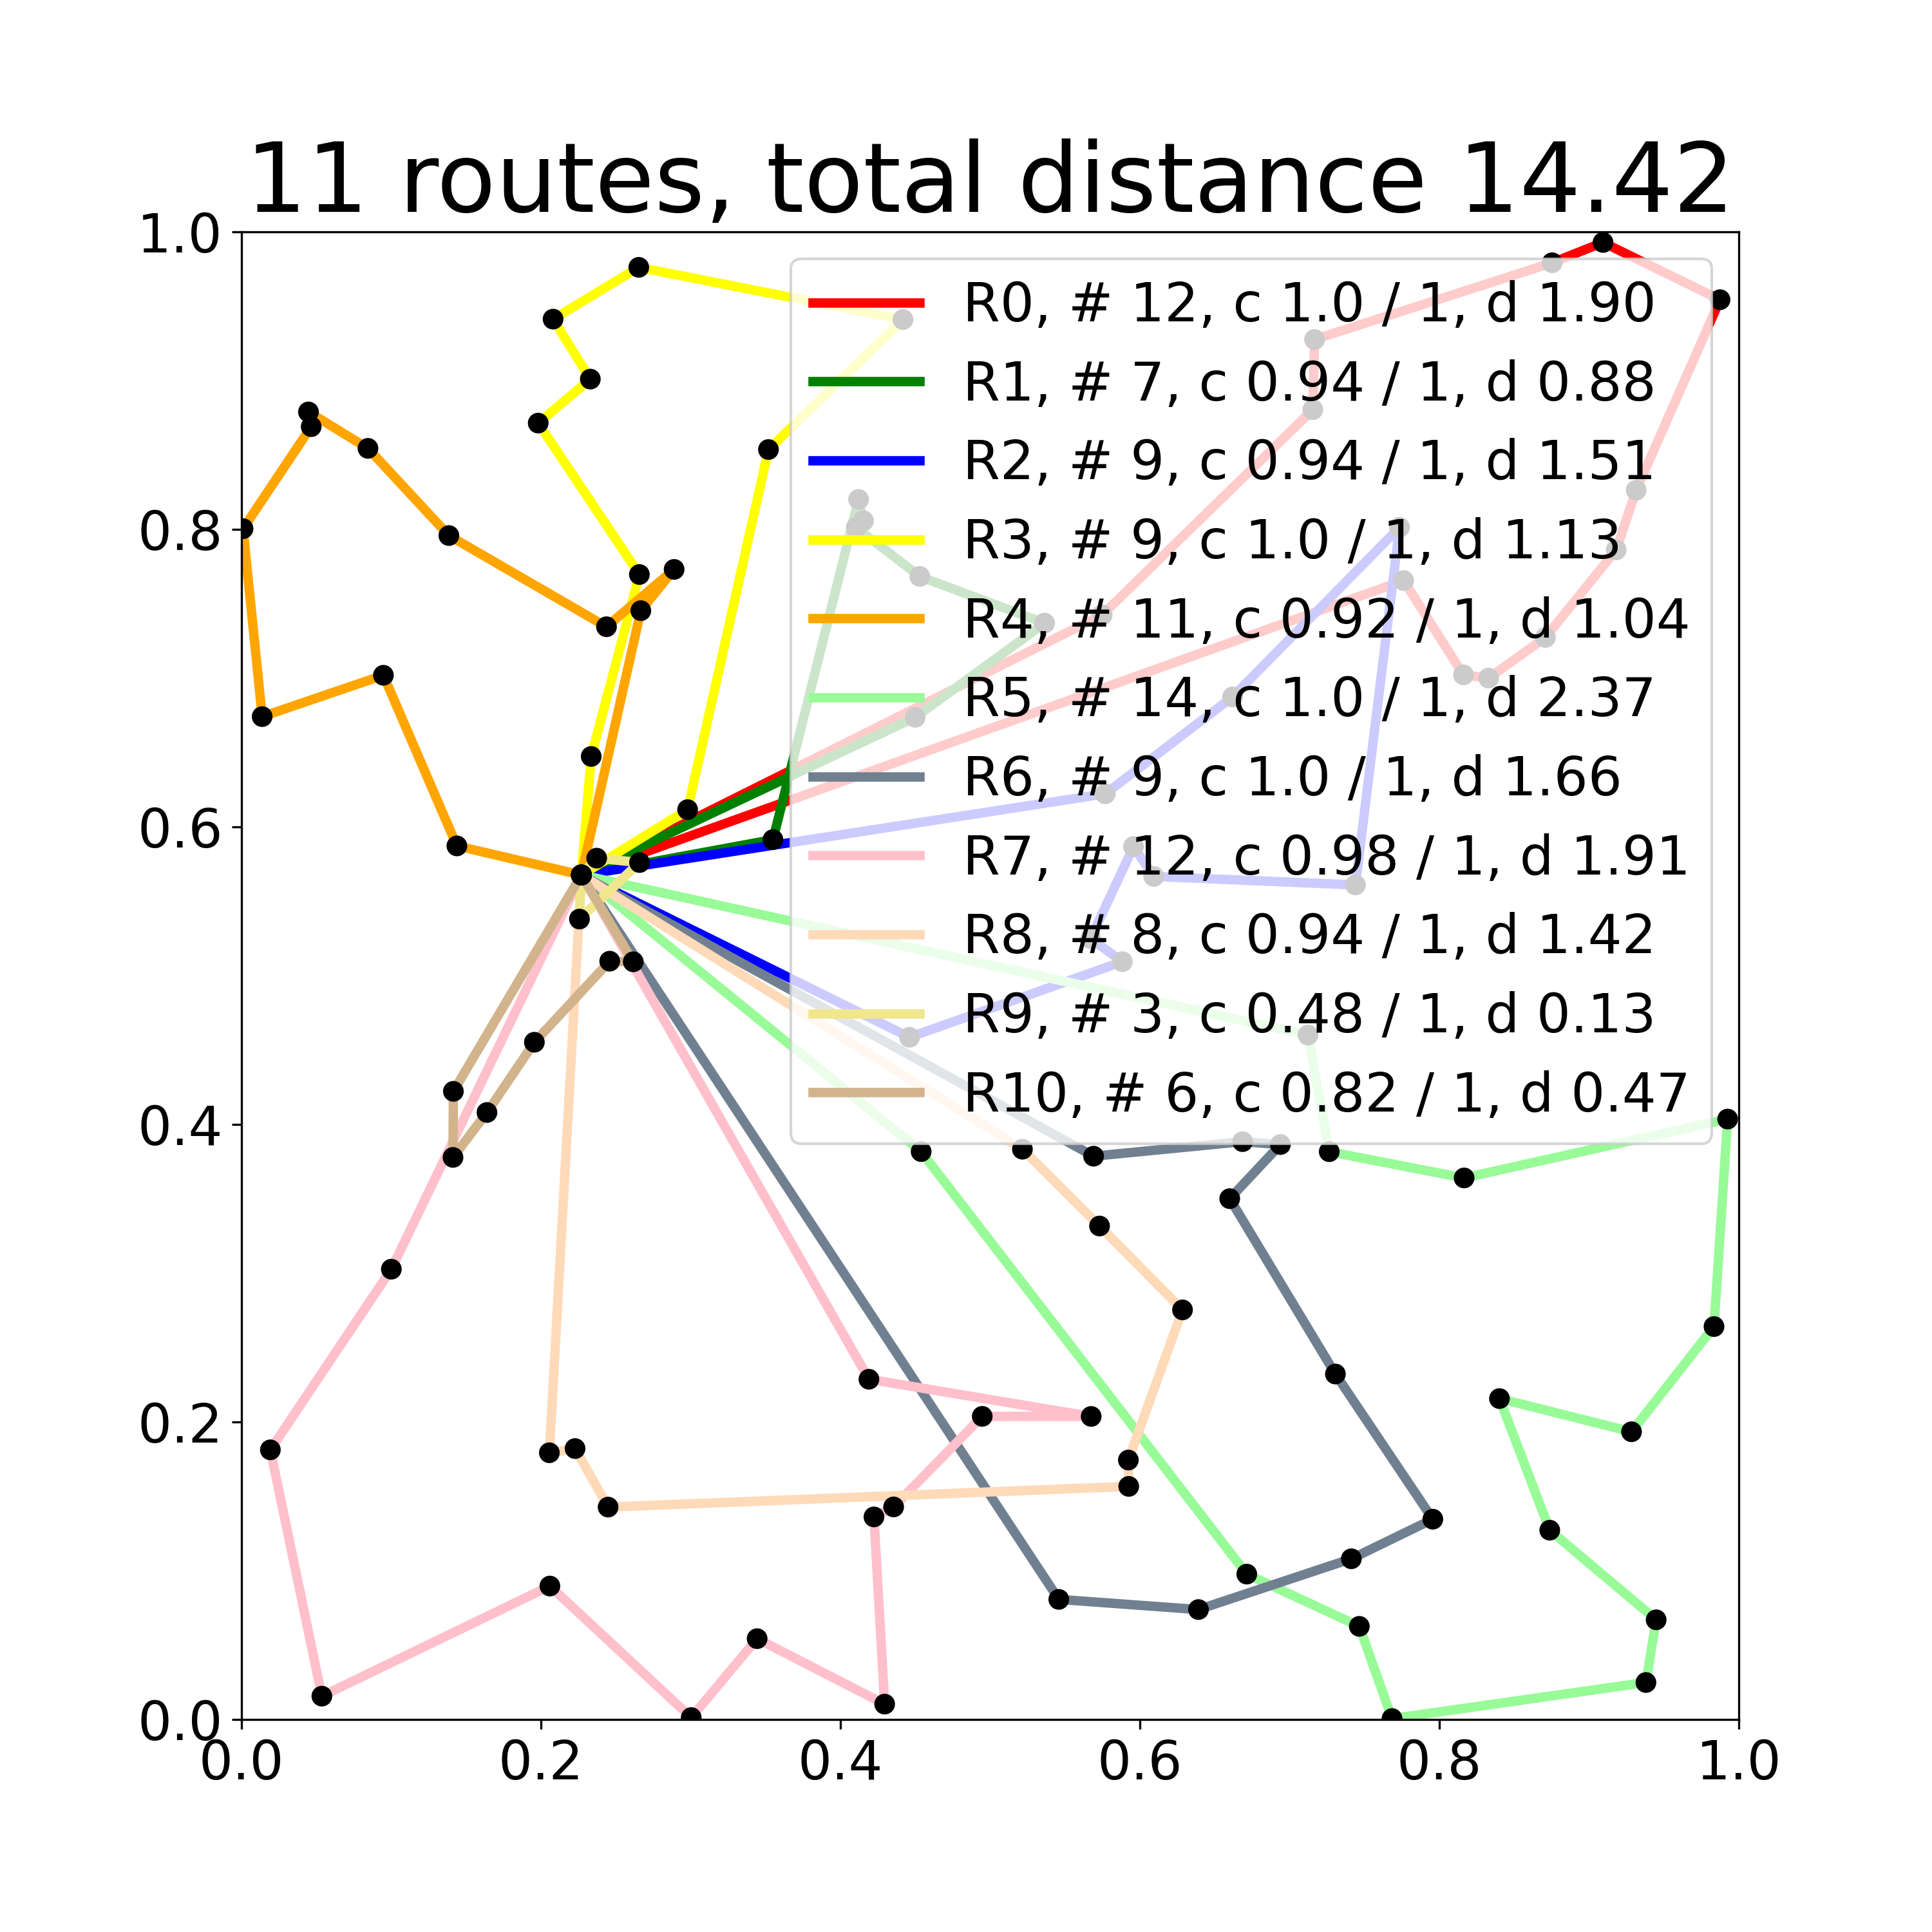 11 routes, total distance 14.42
1.0
0.8
0.6
0.4
0.2
0.0
R0, # 12, c 1.0 / 1, d 1.90
R1, # 7, c 0.94 / 1, d 0.88
R2, # 9, c 0.94 / 1, d 1.51
R3, # 9, c 1.0 / 1, d 1.13
R4, # 11, c 0.92 / 1, d 1.04
R5, # 14, c 1.0 / 1, d 2.37
R6, # 9, c 1.0 / 1, d 1.66
R7, # 12, c 0.98 / 1, d 1.91
R8, # 8, c 0.94 / 1, d 1.42
R9, # 3, c 0.48 / 1, d 0.13
R10, # 6, c 0.82 / 1, d 0.47
0.0 0.2 0.4 0.6 0.8 1.0